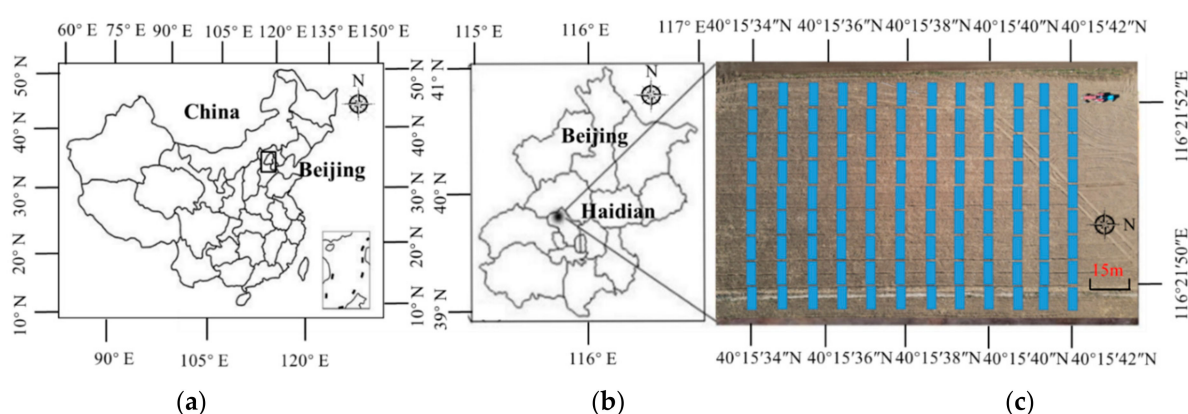 60° E 75° E 90° E 105° E 120° E 135° E 150° E
50° N
40° N
30° N
20° N
10° N
China
Beijing
N
50° N
40° N
30° N
20° N
10° N
90° E 105° E 120° E
(a)
115° E 116° E 117° E
41° N
40° N
39° N
N
Beijing
Haidian
116° E
(b)
40°15′34″N 40°15′36″N 40°15′38″N 40°15′40″N 40°15′42″N
116°21′52″E
116°21′50″E
N
15m
40°15′34″N 40°15′36″N 40°15′38″N 40°15′40″N 40°15′42″N
(c)